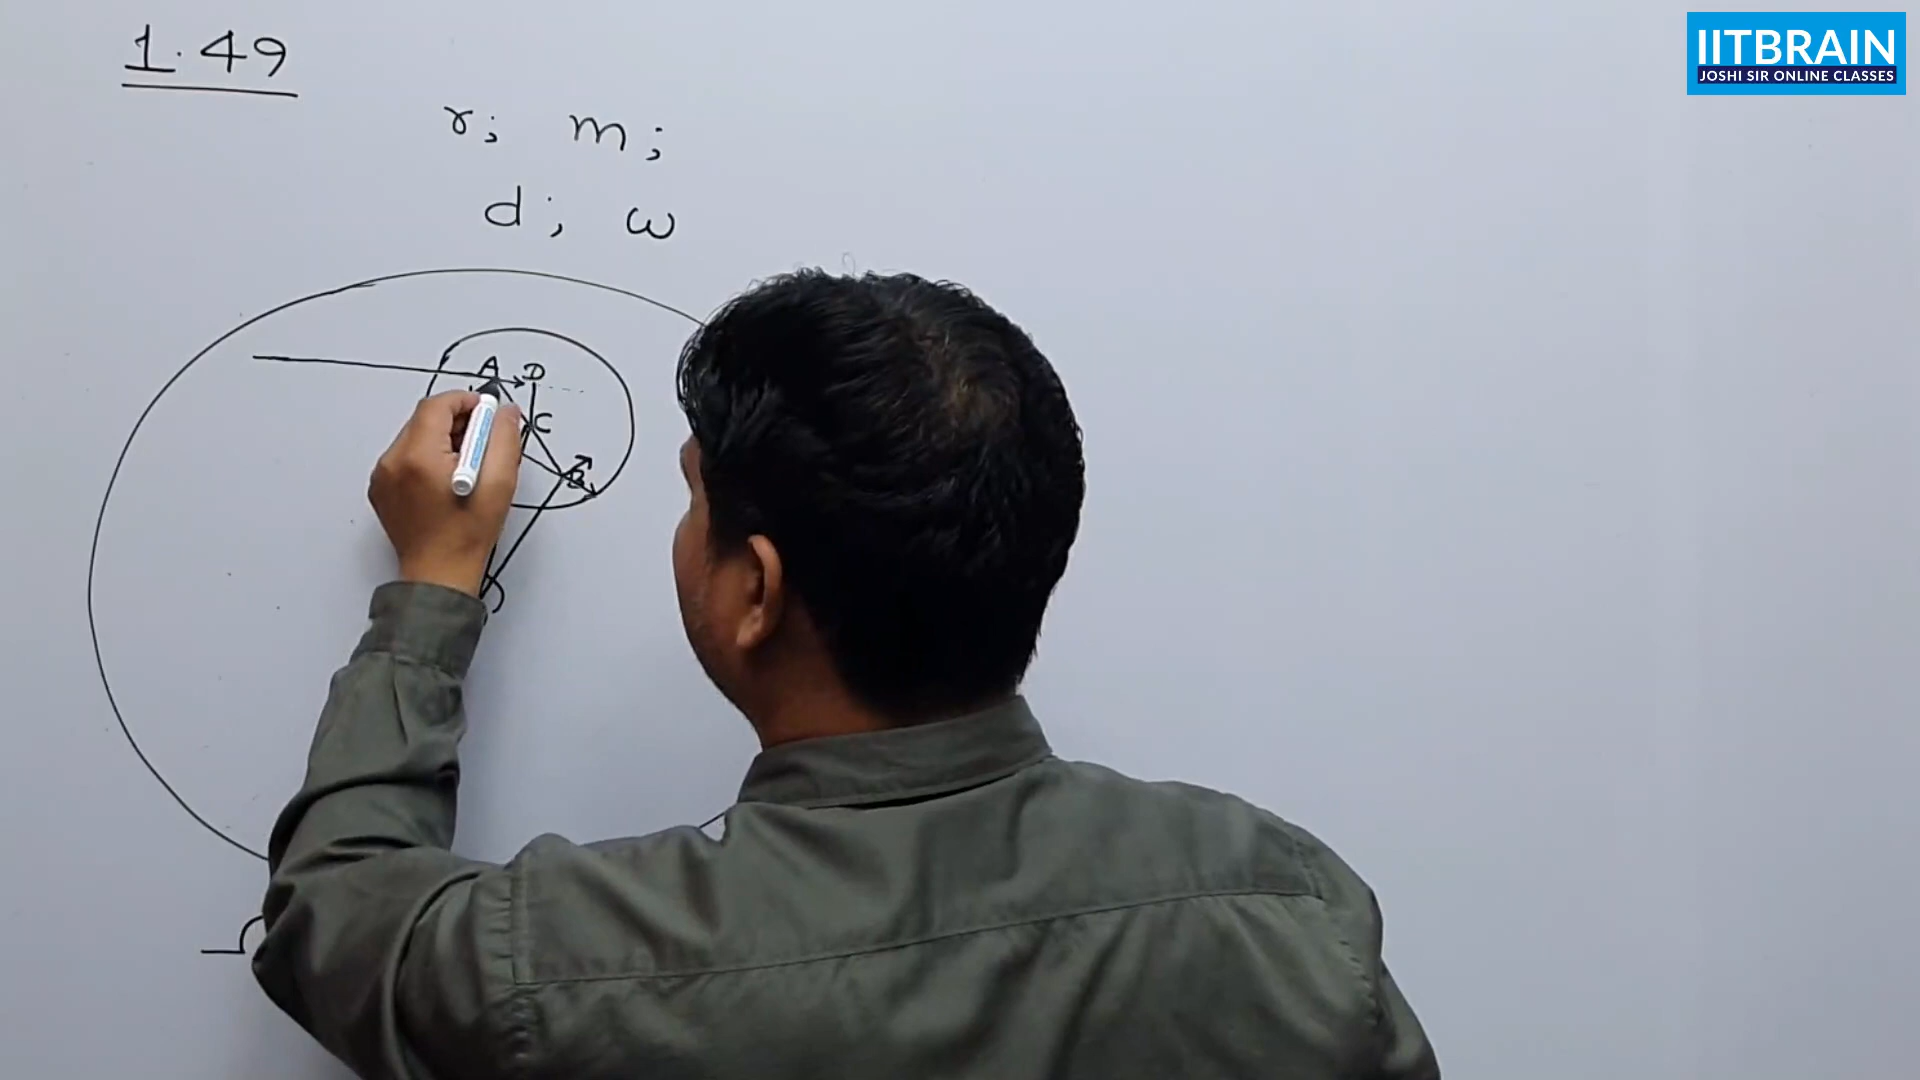 1.49
IITBRAIN
JOSHI SIR ONLINE CLASSES
r; m;
d; ω
A D
C
B